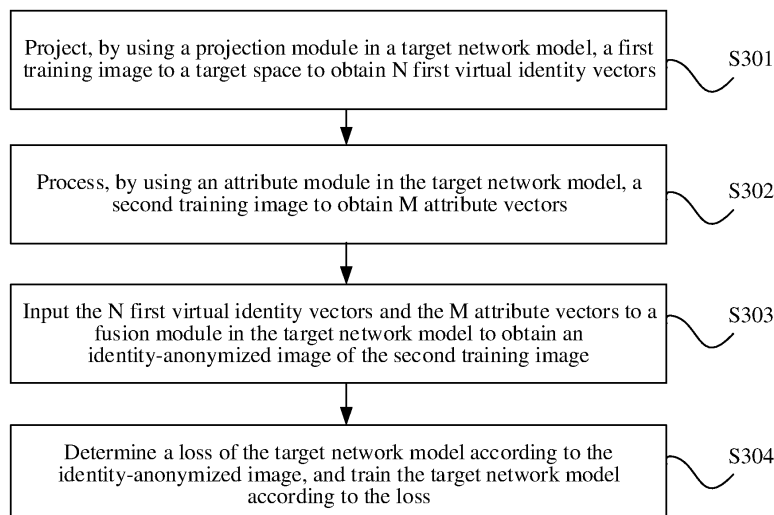 Project, by using a projection module in a target network model, a first
training image to a target space to obtain N first virtual identity vectors
S301
Process, by using an attribute module in the target network model, a
second training image to obtain M attribute vectors
S302
Input the N first virtual identity vectors and the M attribute vectors to a
fusion module in the target network model to obtain an
identity-anonymized image of the second training image
S303
Determine a loss of the target network model according to the
identity-anonymized image, and train the target network model
according to the loss
S304